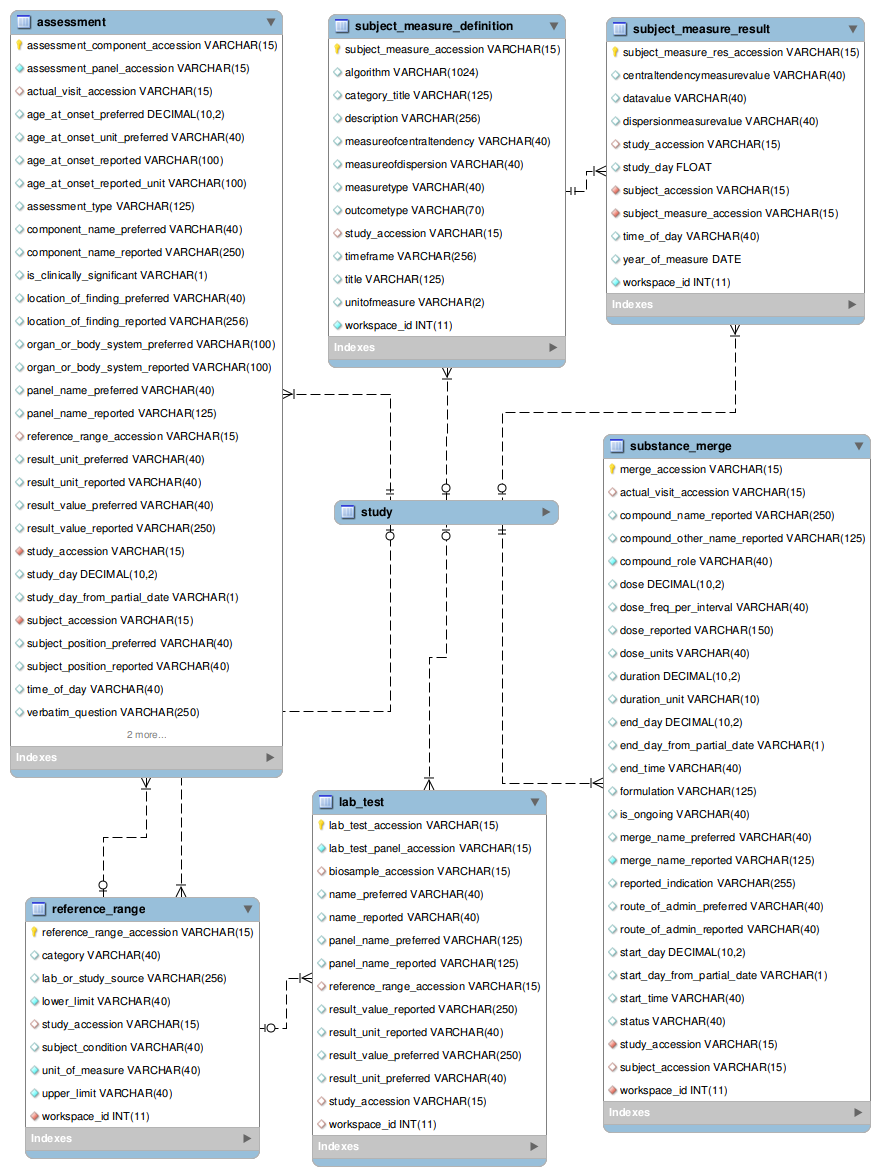 assessment
assessment_component_accession VARCHAR(15)
assessment_panel_accession VARCHAR(15)
actual_visit_accession VARCHAR(15)
age_at_onset_preferred DECIMAL(10,2)
age_at_onset_unit_preferred VARCHAR(40)
age_at_onset_reported VARCHAR(100)
age_at_onset_reported_unit VARCHAR(100)
assessment_type VARCHAR(125)
component_name_preferred VARCHAR(40)
component_name_reported VARCHAR(250)
is_clinically_significant VARCHAR(1)
location_of_finding_preferred VARCHAR(40)
location_of_finding_reported VARCHAR(256)
organ_or_body_system_preferred VARCHAR(100)
organ_or_body_system_reported VARCHAR(100)
panel_name_preferred VARCHAR(40)
panel_name_reported VARCHAR(125)
reference_range_accession VARCHAR(15)
result_unit_preferred VARCHAR(40)
result_unit_reported VARCHAR(40)
result_value_preferred VARCHAR(40)
result_value_reported VARCHAR(250)
study_accession VARCHAR(15)
study_day DECIMAL(10,2)
study_day_from_partial_date VARCHAR(1)
subject_accession VARCHAR(15)
subject_position_preferred VARCHAR(40)
subject_position_reported VARCHAR(40)
time_of_day VARCHAR(40)
verbatim_question VARCHAR(250)
2 more...
Indexes
subject_measure_definition
subject_measure_accession VARCHAR(15)
algorithm VARCHAR(1024)
category_title VARCHAR(125)
description VARCHAR(256)
measureofcentraltendency VARCHAR(40)
measureofdispersion VARCHAR(40)
measuretype VARCHAR(40)
outcometype VARCHAR(70)
study_accession VARCHAR(15)
timeframe VARCHAR(256)
title VARCHAR(125)
unitofmeasure VARCHAR(2)
workspace_id INT(11)
Indexes
subject_measure_result
subject_measure_res_accession VARCHAR(15)
centraltendencymeasurevalue VARCHAR(40)
datavalue VARCHAR(40)
dispersionmeasurevalue VARCHAR(40)
study_accession VARCHAR(15)
study_day FLOAT
subject_accession VARCHAR(15)
subject_measure_accession VARCHAR(15)
time_of_day VARCHAR(40)
year_of_measure DATE
workspace_id INT(11)
Indexes
study
substance_merge
merge_accession VARCHAR(15)
actual_visit_accession VARCHAR(15)
compound_name_reported VARCHAR(250)
compound_other_name_reported VARCHAR(125)
compound_role VARCHAR(40)
dose DECIMAL(10,2)
dose_freq_per_interval VARCHAR(40)
dose_reported VARCHAR(150)
dose_units VARCHAR(40)
duration DECIMAL(10,2)
duration_unit VARCHAR(10)
end_day DECIMAL(10,2)
end_day_from_partial_date VARCHAR(1)
end_time VARCHAR(40)
formulation VARCHAR(125)
is_ongoing VARCHAR(40)
merge_name_preferred VARCHAR(40)
merge_name_reported VARCHAR(125)
reported_indication VARCHAR(255)
route_of_admin_preferred VARCHAR(40)
route_of_admin_reported VARCHAR(40)
start_day DECIMAL(10,2)
start_day_from_partial_date VARCHAR(1)
start_time VARCHAR(40)
status VARCHAR(40)
study_accession VARCHAR(15)
subject_accession VARCHAR(15)
workspace_id INT(11)
Indexes
lab_test
lab_test_accession VARCHAR(15)
lab_test_panel_accession VARCHAR(15)
biosample_accession VARCHAR(15)
name_preferred VARCHAR(40)
name_reported VARCHAR(40)
panel_name_preferred VARCHAR(125)
panel_name_reported VARCHAR(125)
reference_range_accession VARCHAR(15)
result_value_reported VARCHAR(250)
result_unit_reported VARCHAR(40)
result_value_preferred VARCHAR(250)
result_unit_preferred VARCHAR(40)
study_accession VARCHAR(15)
workspace_id INT(11)
Indexes
reference_range
reference_range_accession VARCHAR(15)
category VARCHAR(40)
lab_or_study_source VARCHAR(256)
lower_limit VARCHAR(40)
study_accession VARCHAR(15)
subject_condition VARCHAR(40)
unit_of_measure VARCHAR(40)
upper_limit VARCHAR(40)
workspace_id INT(11)
Indexes